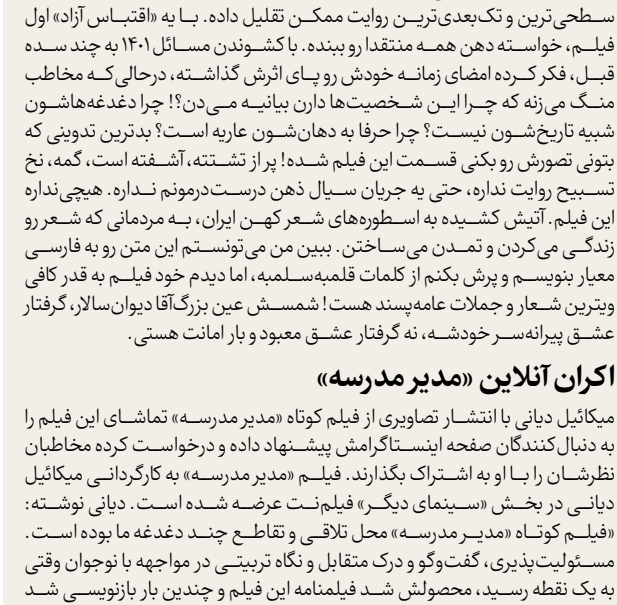 سطحی‌ترین و تک‌بعدی‌ترین روایت ممکن تقلیل داده. با یه «اقتباس آزاد» اول
فیلم، خواسته دهن همه منتقدا رو ببنده. با کشوندن مسائل ۱۴۰۱ به چند سده
قبل، فکر کرده امضای زمانه خودش رو پای اثرش گذاشته، درحالی‌که مخاطب
منگ می‌زنه که چرا این شخصیت‌ها دارن بیانیه می‌دن؟! چرا دغدغه‌هاشون
شبیه تاریخ‌شون نیست؟ چرا حرفا به دهان‌شون عاریه است؟ بدترین تدوینی که
بتونی تصورش رو بکنی قسمت این فیلم شده! پر از تشتته، آشفته است، گمه، نخ
تسبیح روایت نداره، حتی یه جریان سیال ذهن درست‌درمونم نداره. هیچی نداره
این فیلم. آتیش کشیده به اسطوره‌های شعر کهن ایران، به مردمانی که شعر رو
زندگی می‌کردن و تمدن می‌ساختن. ببین من می‌تونستم این متن رو به فارسی
معیار بنویسم و پرش بکنم از کلمات قلمبه‌سلمبه، اما دیدم خود فیلم به قدر کافی
ویترین شعار و جملات عامه‌پسند هست! شمسش عین بزرگ‌آقا دیوان‌سالار، گرفتار
عشق پیرانه‌سر خودشه، نه گرفتار عشق معبود و بار امانت هستی.
اکران آنلاین «مدیر مدرسه»
میکائیل دیانی با انتشار تصاویری از فیلم کوتاه «مدیر مدرسه» تماشای این فیلم را
به دنبال‌کنندگان صفحه اینستاگرامش پیشنهاد داده و درخواست کرده مخاطبان
نظرشان را با او به اشتراک بگذارند. فیلم «مدیر مدرسه» به کارگردانی میکائیل
دیانی در بخش «سینمای دیگر» فیلم‌نت عرضه شده است. دیانی نوشته:
«فیلم کوتاه «مدیر مدرسه» محل تلاقی و تقاطع چند دغدغه ما بوده است.
مسئولیت‌پذیری، گفت‌وگو و درک متقابل و نگاه تربیتی در مواجهه با نوجوان وقتی
به یک نقطه رسید، محصولش شد فیلمنامه این فیلم و چندین بار بازنویسی شد